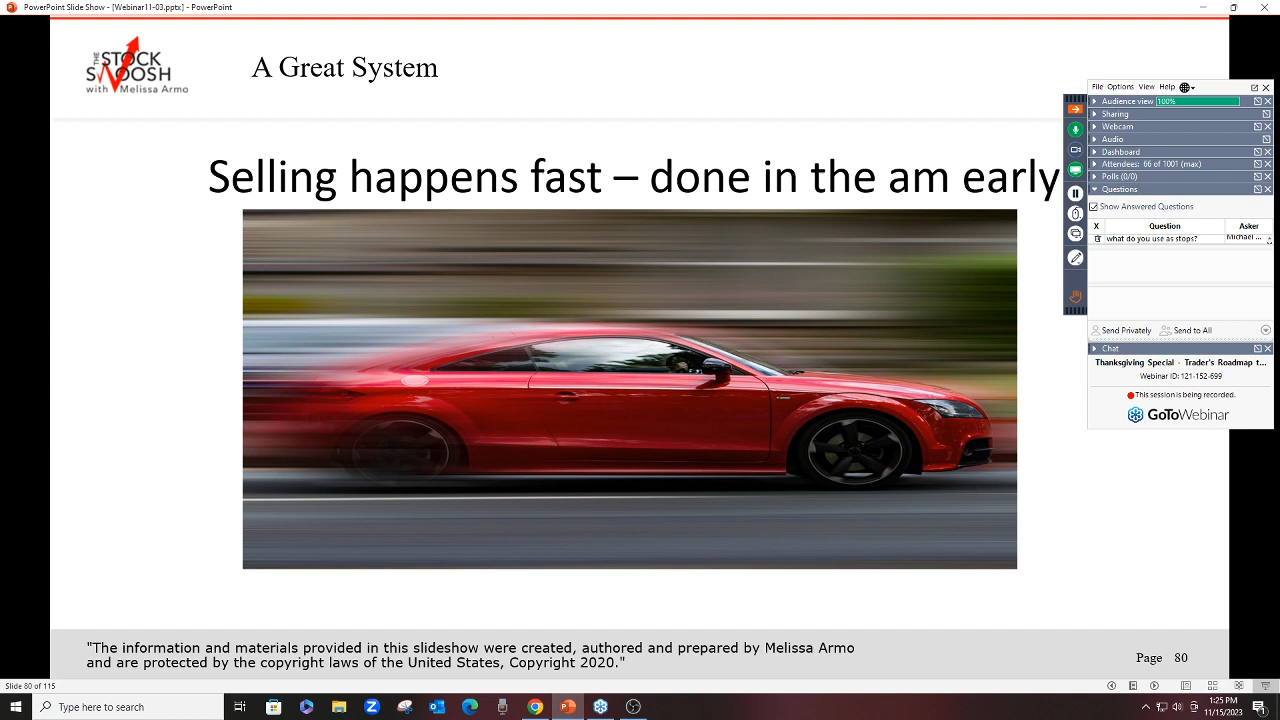 PowerPoint Slide Show - [Webinar11-03.pptx] - PowerPoint
THE
STOCK
SWOOSH
with Melissa Armo
A Great System
Selling happens fast – done in the am early
File Options View Help
Audience view 100%
Sharing
Webcam
Audio
Dashboard
Attendees: 66 of 1001 (max)
Polls (0/0)
Questions
Show Answered Questions
X Question Asker
what do you use as stops? Michael ...
Send Privately Send to All
Chat
Thanksgiving Special - Trader's Roadmap t...
Webinar ID: 121-152-699
This session is being recorded.
GoToWebinar
"The information and materials provided in this slideshow were created, authored and prepared by Melissa Armo
and are protected by the copyright laws of the United States, Copyright 2020."
Page 80
Slide 80 of 115
Type here to search
1:25 PM
11/15/2023